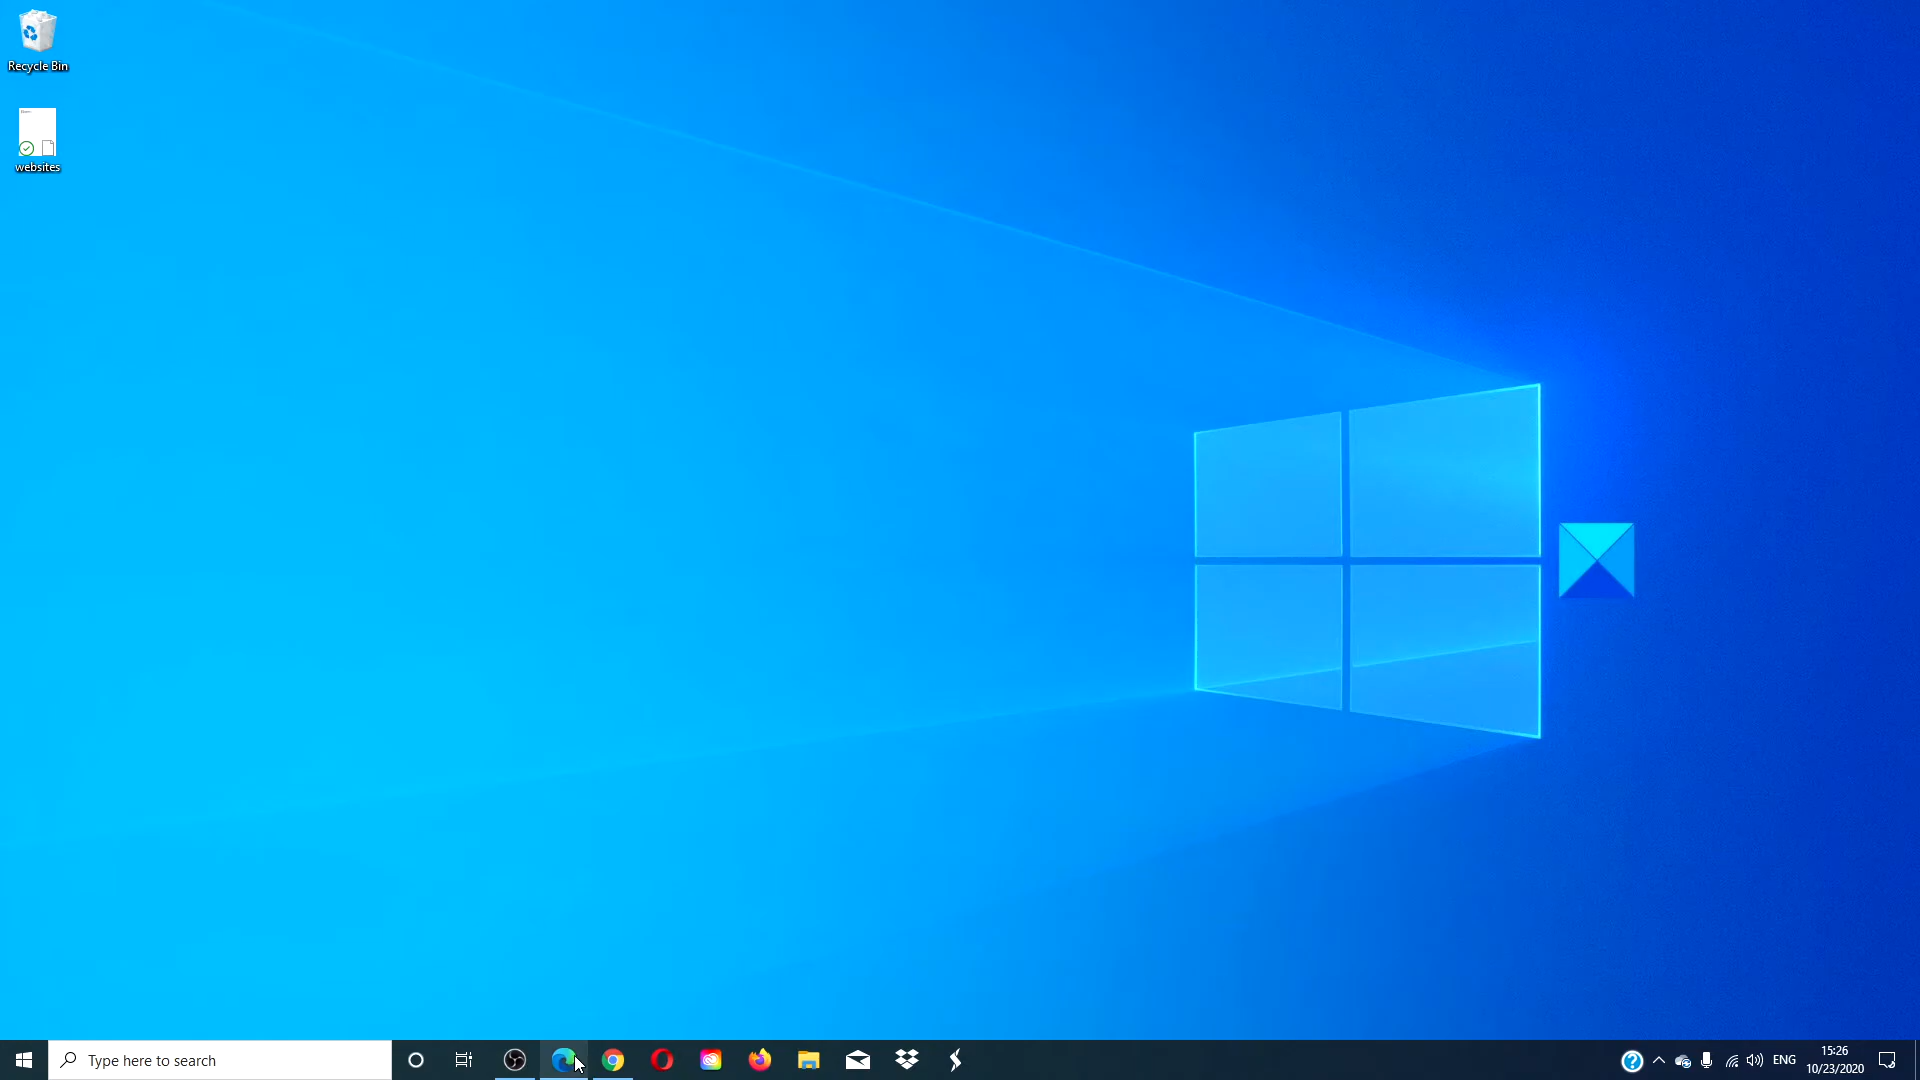 Recycle Bin
websites
Type here to search
ENG
15:26
10/23/2020